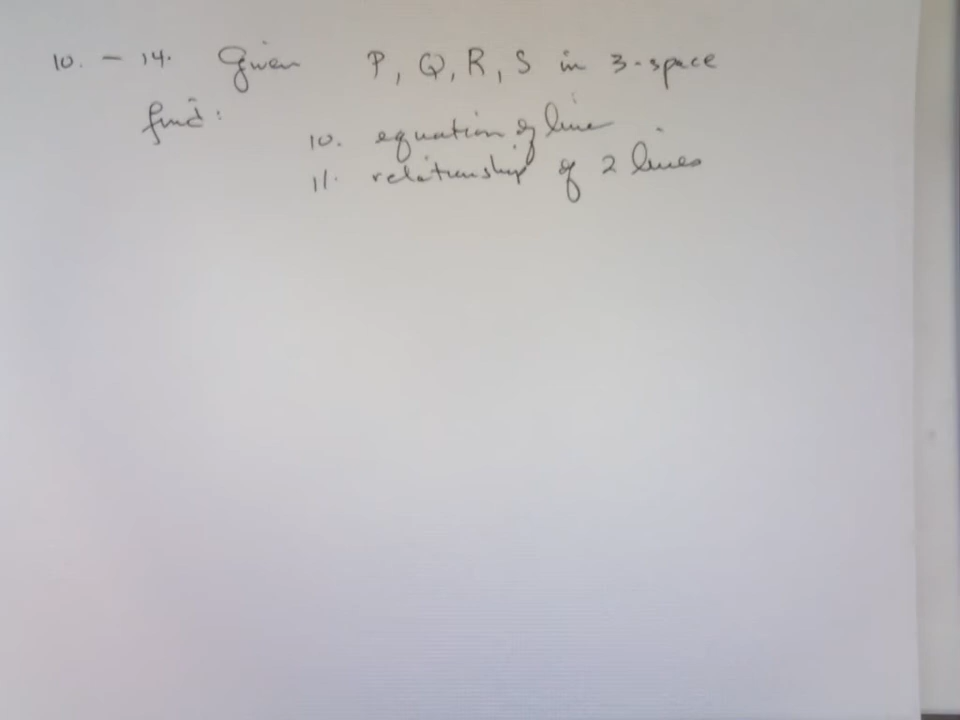 10. - 14. Given P, Q, R, S in 3-space
find:
10. equation of line
11. relationship of 2 lines